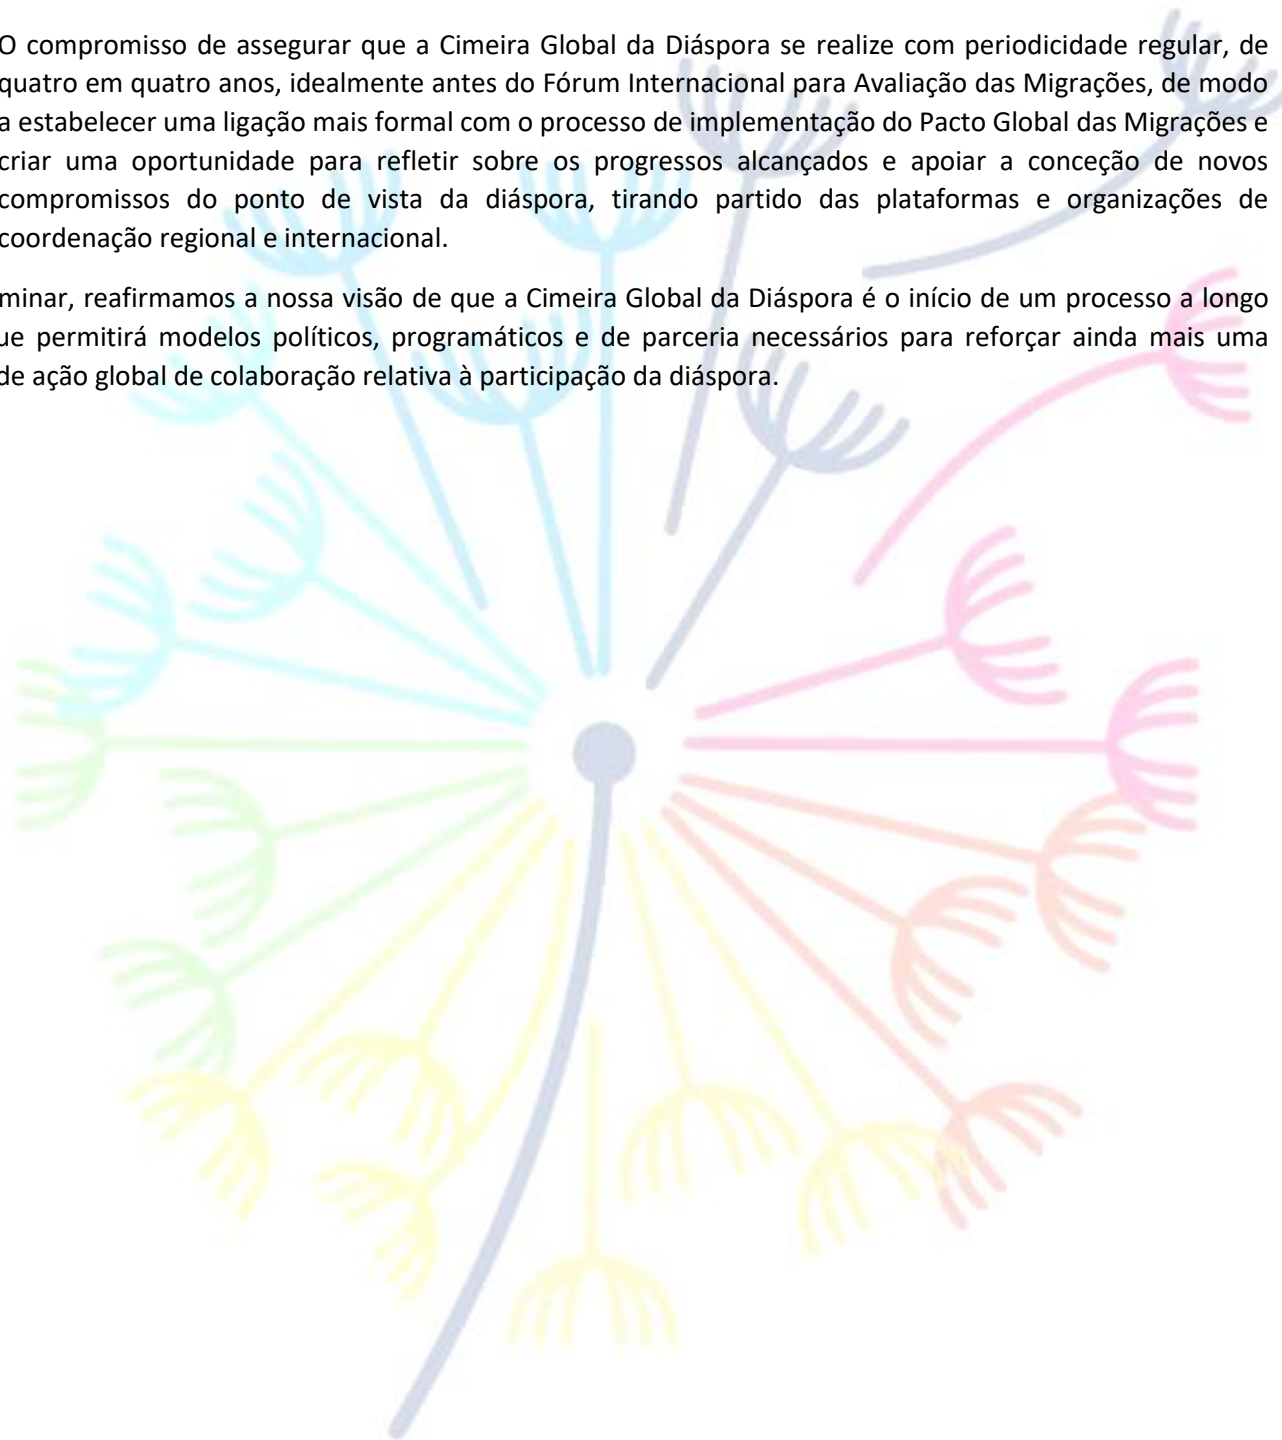 O compromisso de assegurar que a Cimeira Global da Diáspora se realize com periodicidade regular, de
quatro em quatro anos, idealmente antes do Fórum Internacional para Avaliação das Migrações, de modo
a estabelecer uma ligação mais formal com o processo de implementação do Pacto Global das Migrações e
criar uma oportunidade para refletir sobre os progressos alcançados e apoiar a conceção de novos
compromissos do ponto de vista da diáspora, tirando partido das plataformas e organizações de
coordenação regional e internacional.
minar, reafirmamos a nossa visão de que a Cimeira Global da Diáspora é o início de um processo a longo
ue permitirá modelos políticos, programáticos e de parceria necessários para reforçar ainda mais uma
de ação global de colaboração relativa à participação da diáspora.